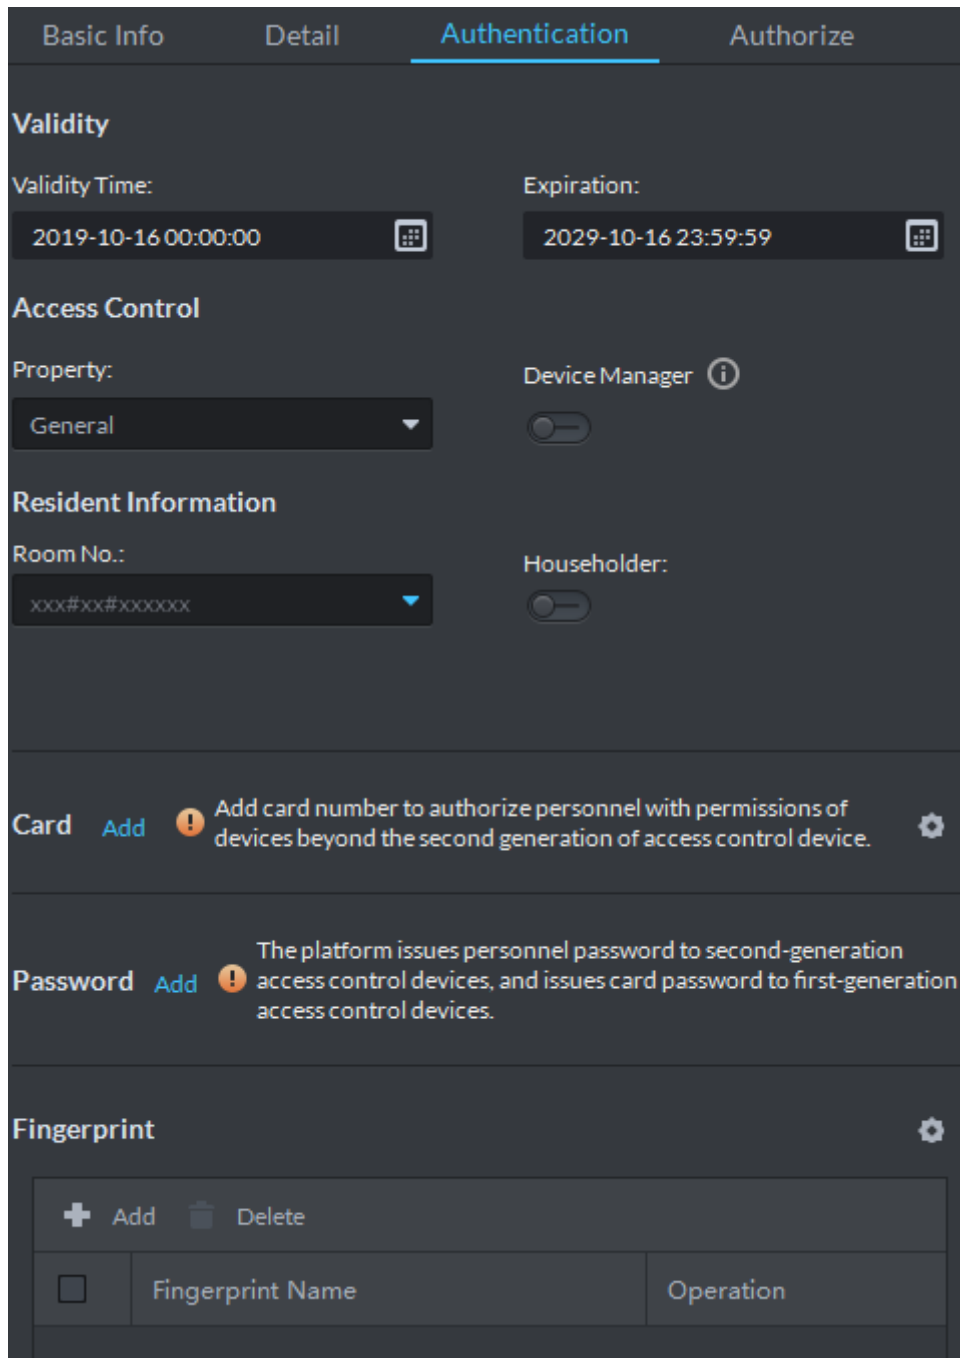 Basic Info Detail Authentication Authorize
Validity
Validity Time: Expiration:
2019-10-16 00:00:00 2029-10-16 23:59:59
Access Control
Property: Device Manager
General
Resident Information
Room No.: Householder:
xxx#xx#xxxxxx
Card Add Add card number to authorize personnel with permissions of
devices beyond the second generation of access control device.
The platform issues personnel password to second-generation
Password Add access control devices, and issues card password to first-generation
access control devices.
Fingerprint
Add Delete
Fingerprint Name Operation